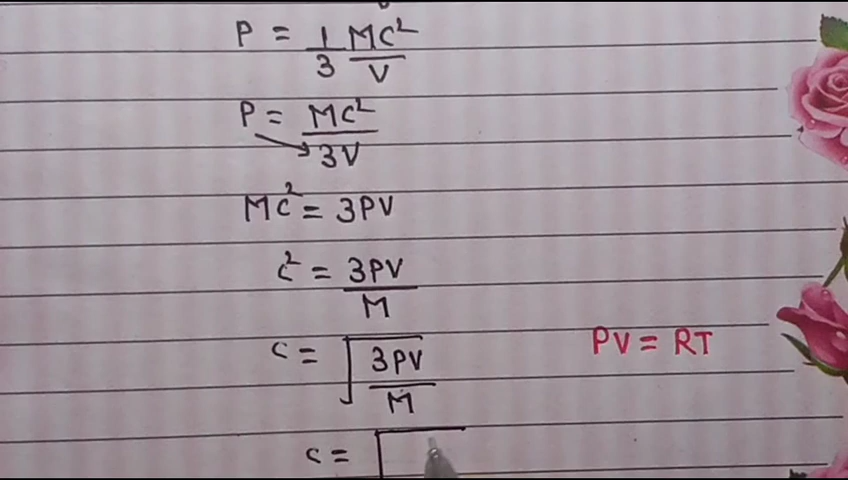 P = 1/3 MC²/V
P = MC²/3V
MC² = 3PV
C² = 3PV/M
C = √3PV/M
PV = RT
C = √